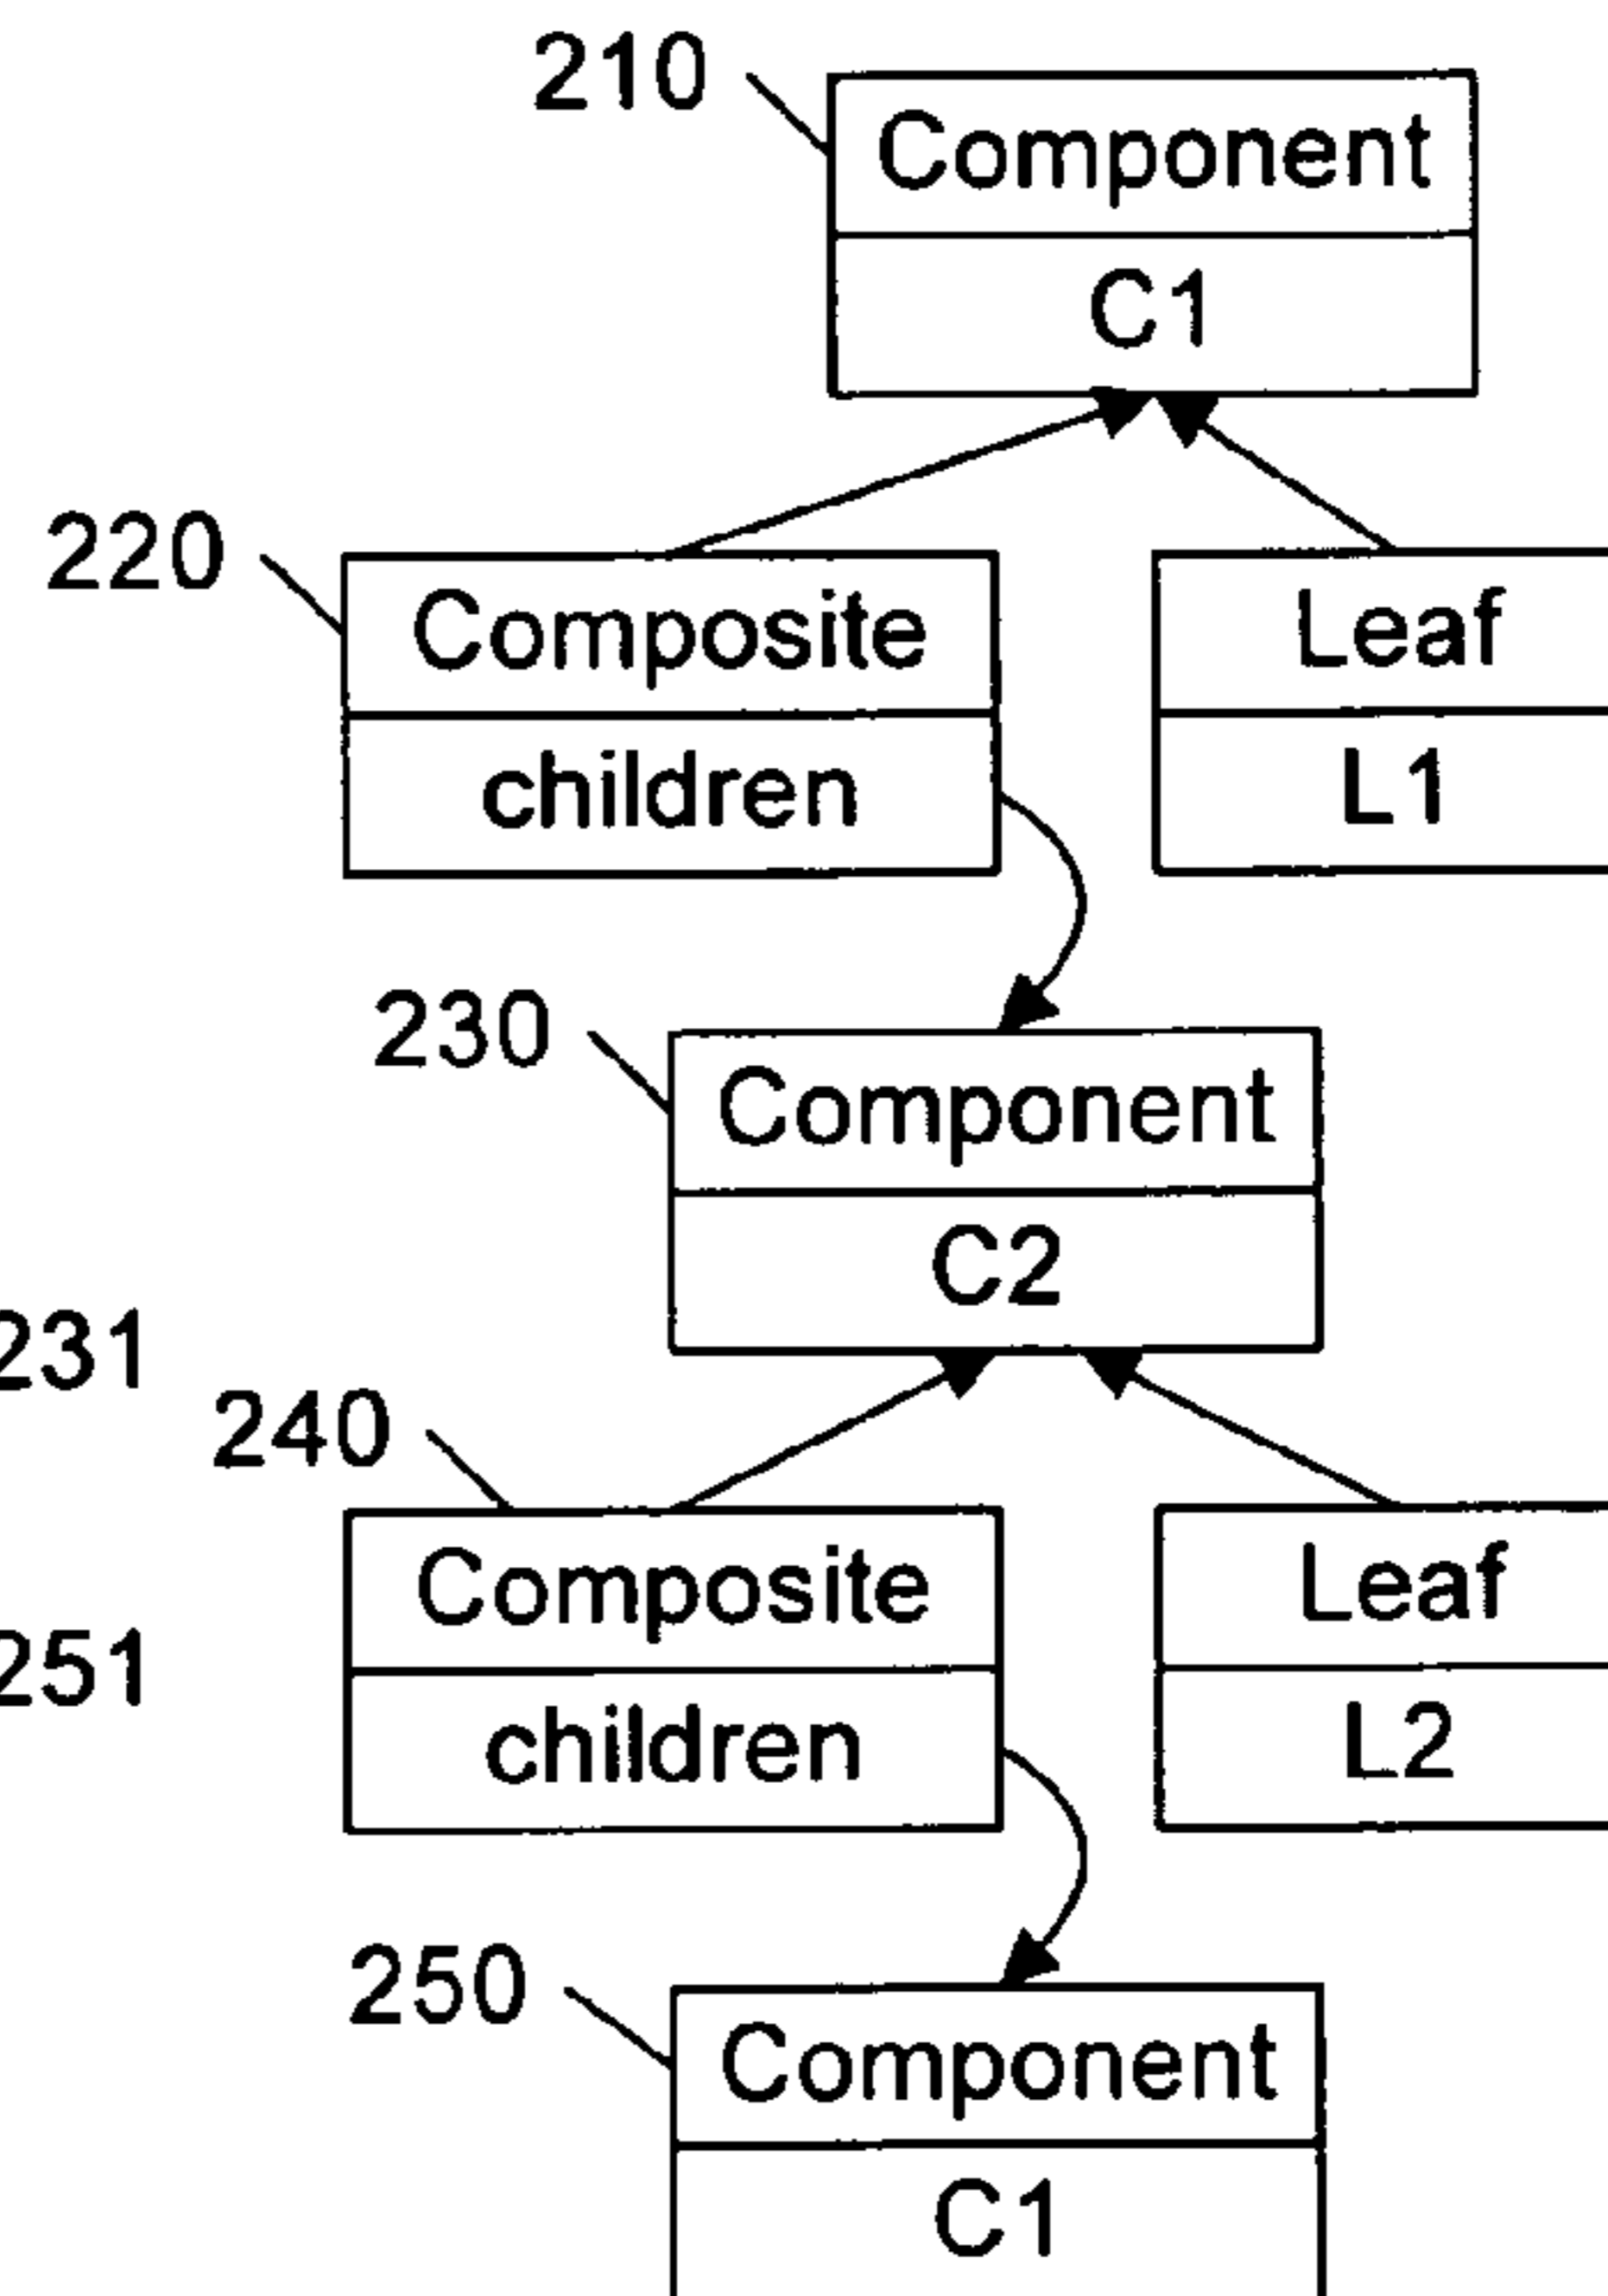 210
Component
C1
220
Composite
Leaf
children
L1
230
Component
C2
231
240
Composite
Leaf
251
children
L2
250
Component
C1